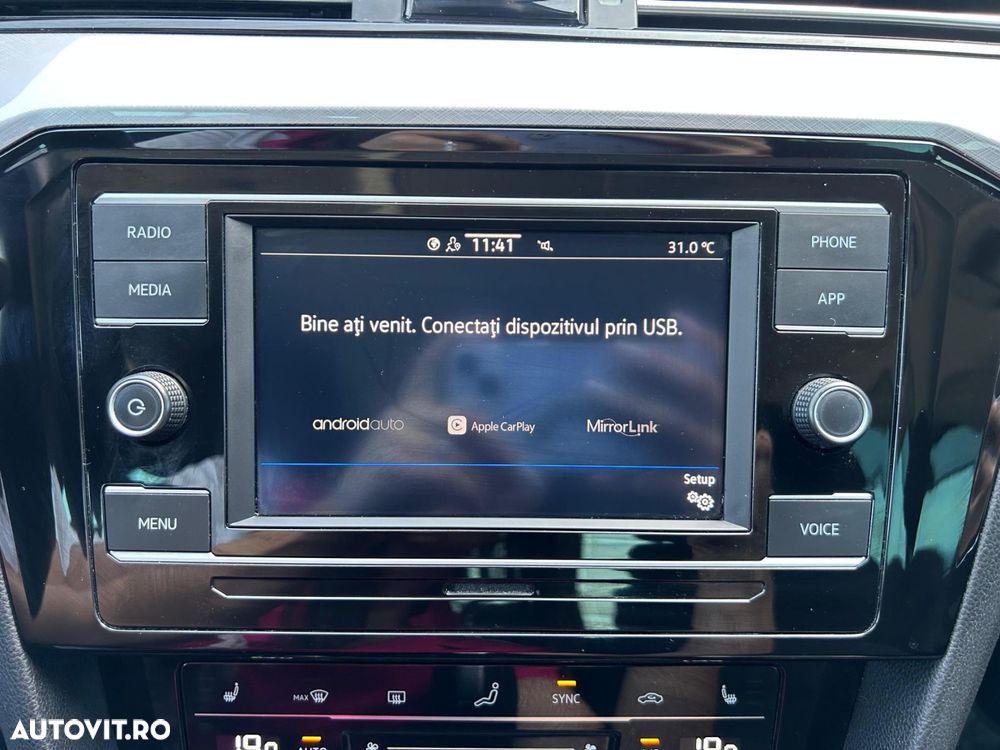 11:41
31.0 °C
RADIO
PHONE
MEDIA
APP
Bine aţi venit. Conectaţi dispozitivul prin USB.
androidauto
Apple CarPlay
MirrorLink
Setup
MENU
VOICE
MAX
SYNC
AUTOVIT.RO
AUTO